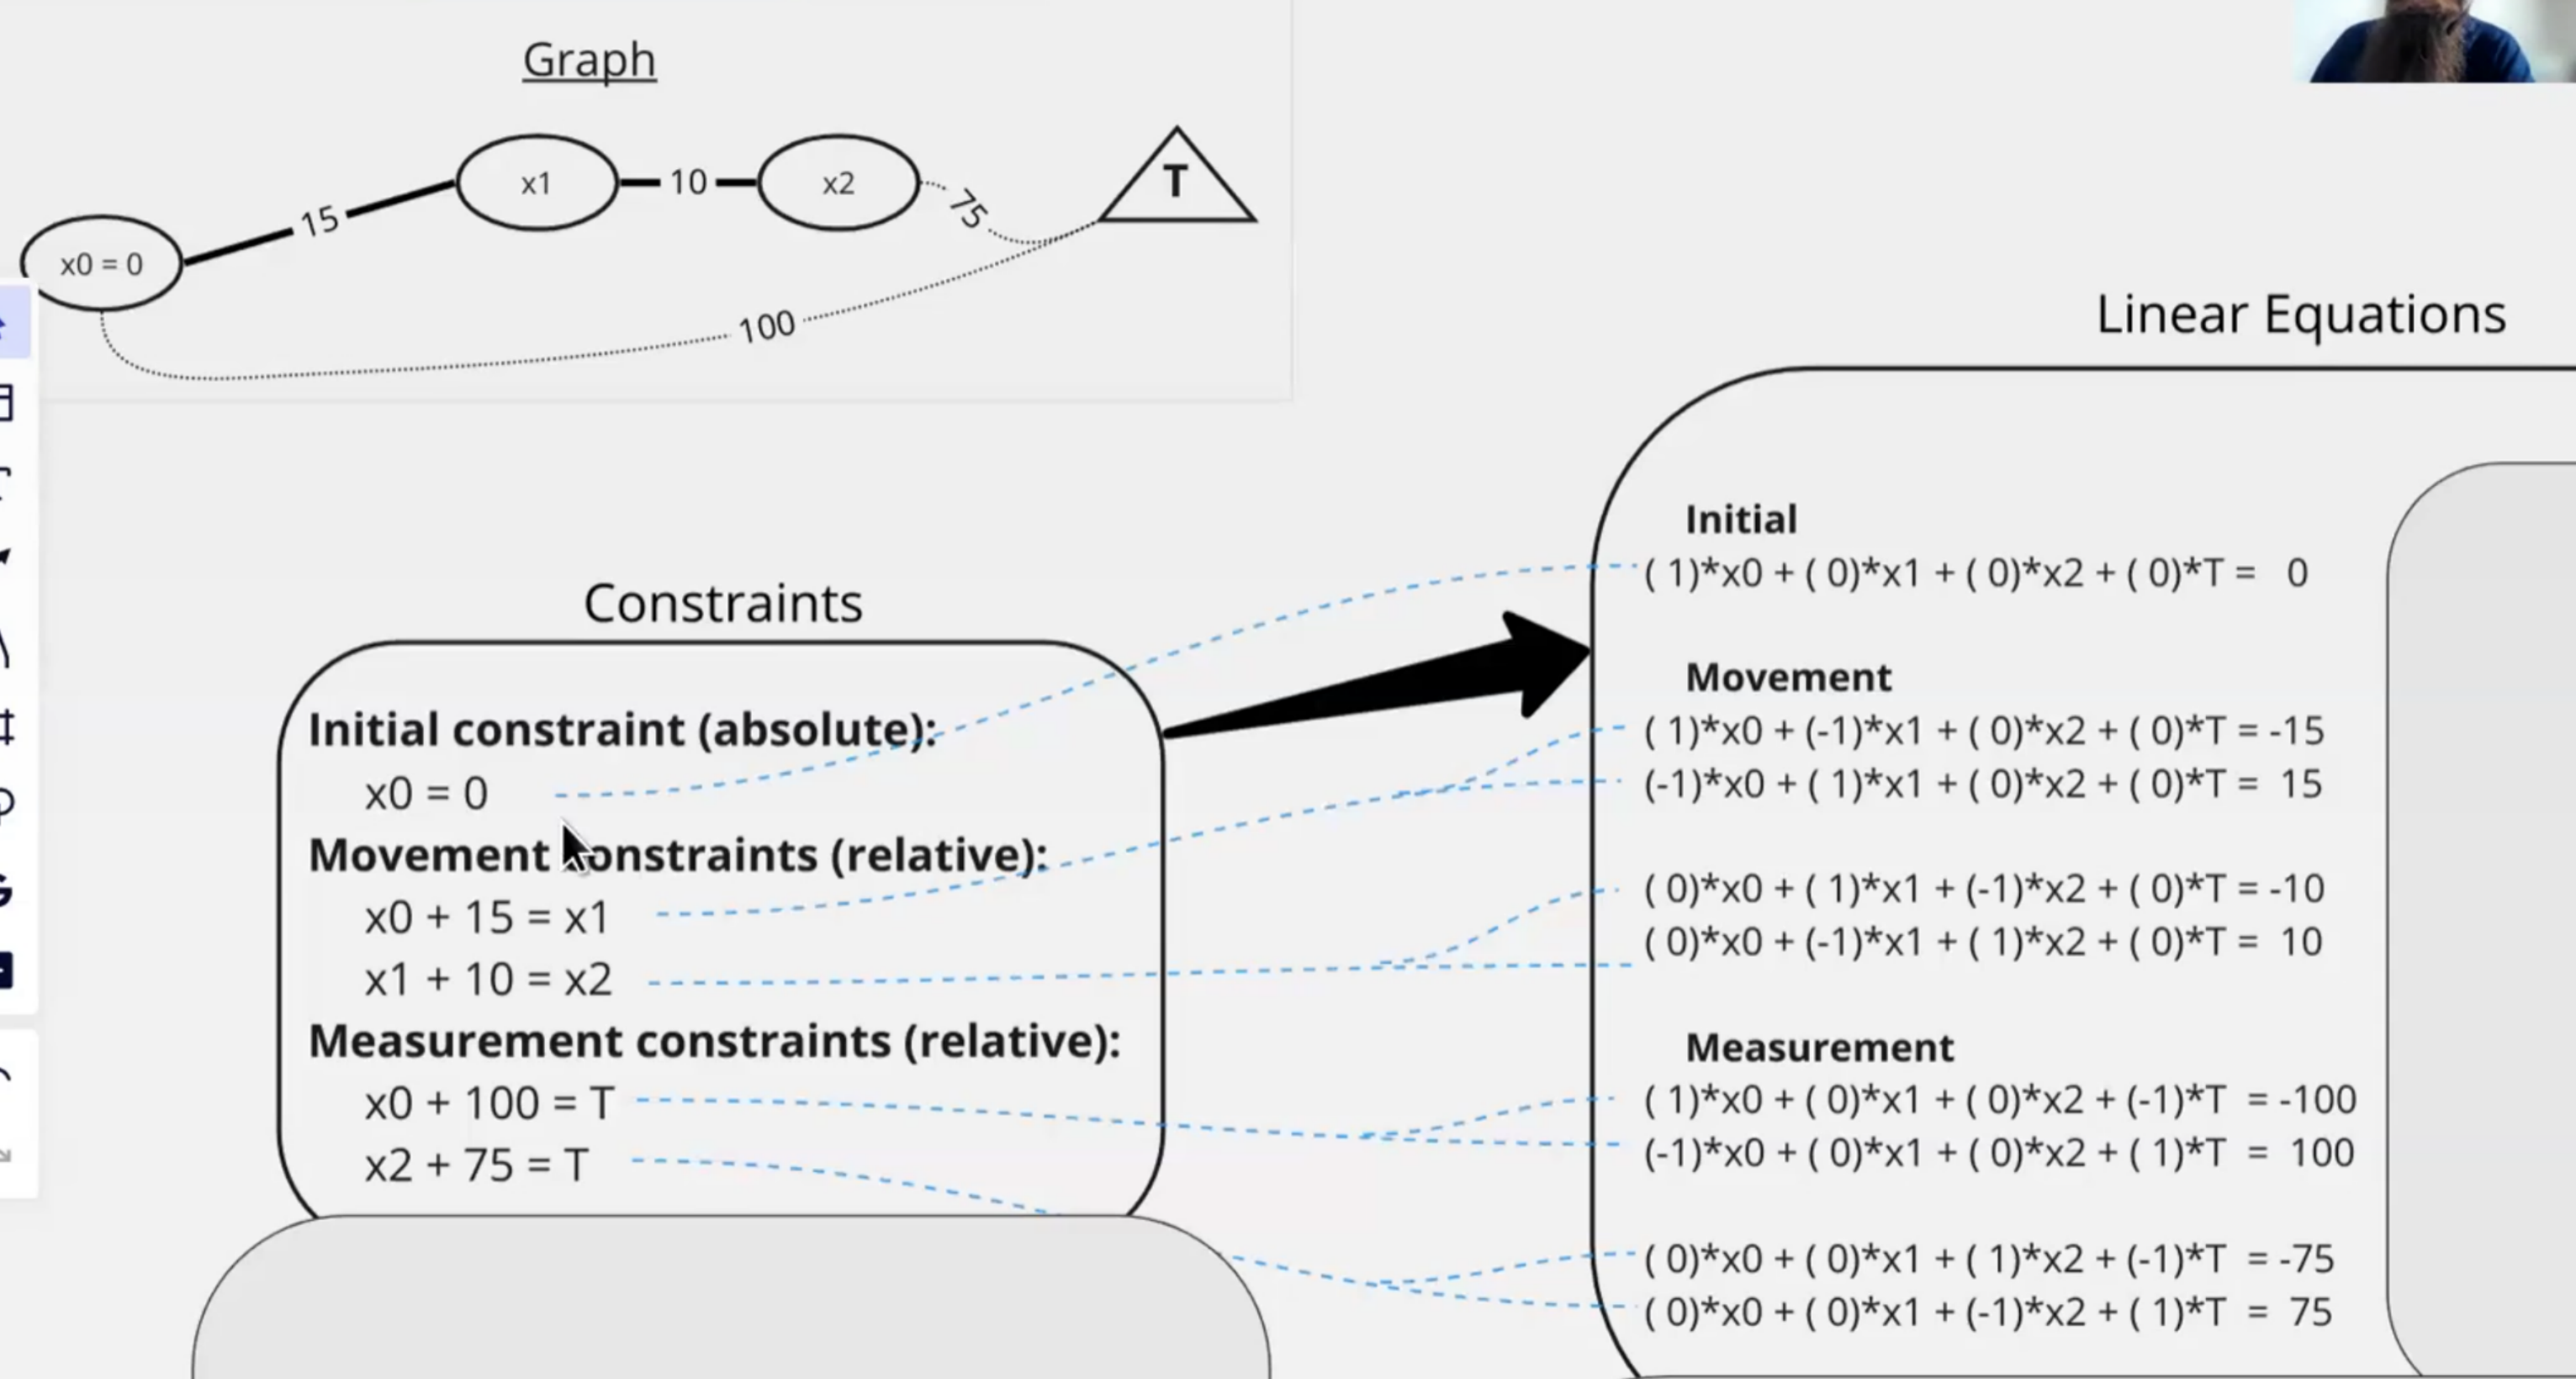 Graph
x1
10
x2
T
75
15
x0 = 0
100
Linear Equations
Constraints
Initial constraint (absolute):
x0 = 0
Movement constraints (relative):
x0 + 15 = x1
x1 + 10 = x2
Measurement constraints (relative):
x0 + 100 = T
x2 + 75 = T
Initial
( 1)*x0 + ( 0)*x1 + ( 0)*x2 + ( 0)*T = 0
Movement
( 1)*x0 + (-1)*x1 + ( 0)*x2 + ( 0)*T = -15
(-1)*x0 + ( 1)*x1 + ( 0)*x2 + ( 0)*T = 15
( 0)*x0 + ( 1)*x1 + (-1)*x2 + ( 0)*T = -10
( 0)*x0 + (-1)*x1 + ( 1)*x2 + ( 0)*T = 10
Measurement
( 1)*x0 + ( 0)*x1 + ( 0)*x2 + (-1)*T = -100
(-1)*x0 + ( 0)*x1 + ( 0)*x2 + ( 1)*T = 100
( 0)*x0 + ( 0)*x1 + ( 1)*x2 + (-1)*T = -75
( 0)*x0 + ( 0)*x1 + (-1)*x2 + ( 1)*T = 75